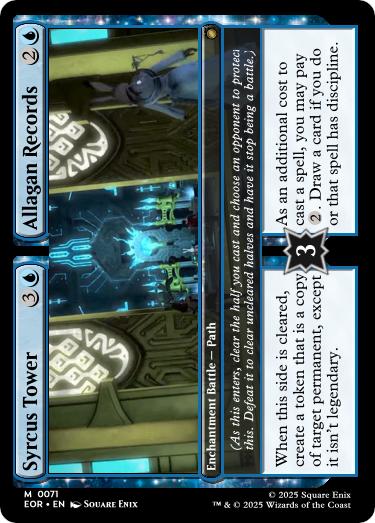 Syrcus Tower
3
Allagan Records
2
Enchantment Battle — Path
(As this enters, clear the half you cast and choose an opponent to protect
this. Defeat it to clear uncleared halves and have it stop being a battle.)
When this side is cleared,
create a token that is a copy
of target permanent, except
it isn't legendary.
3
As an additional cost to
cast a spell, you may pay
2. Draw a card if you do
or that spell has discipline.
M 0071
EOR • EN SQUARE ENIX
© 2025 Square Enix
™ & © 2025 Wizards of the Coast